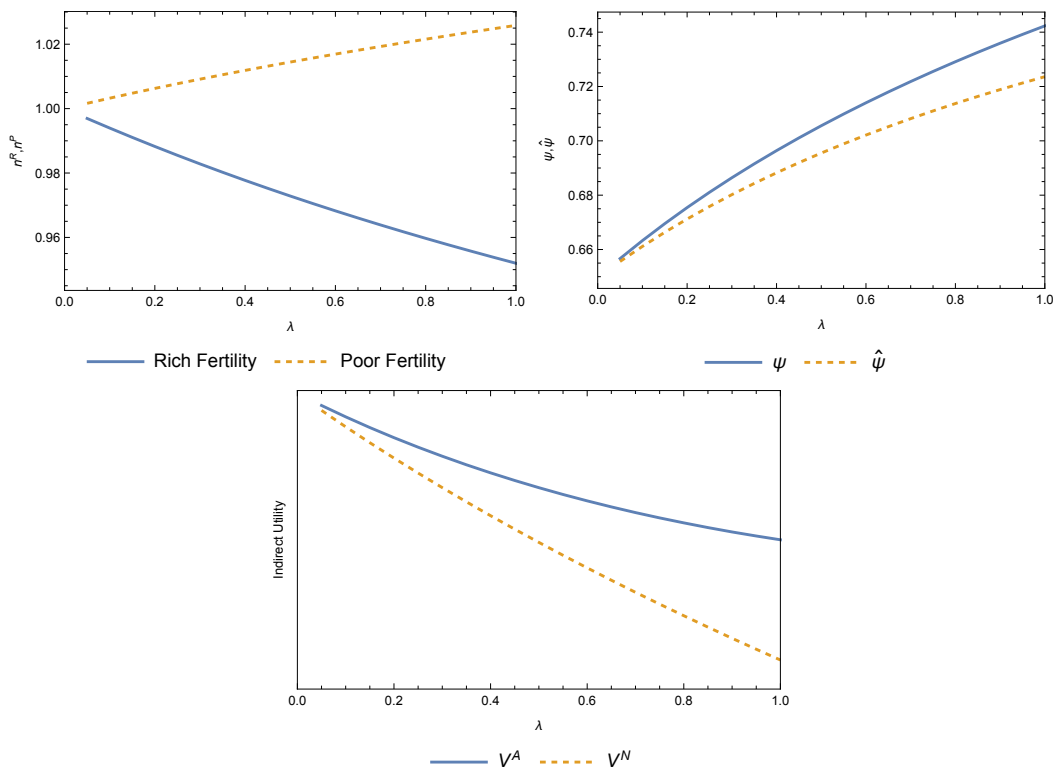 1.02
1.00
0.98
0.96
n^R,n^P
0.0 0.2 0.4 0.6 0.8 1.0
λ
Rich Fertility Poor Fertility
0.74
0.72
0.70
0.68
0.66
ψ,ψ̂
0.0 0.2 0.4 0.6 0.8 1.0
λ
ψ ψ̂
Indirect Utility
0.0 0.2 0.4 0.6 0.8 1.0
λ
V^A V^N